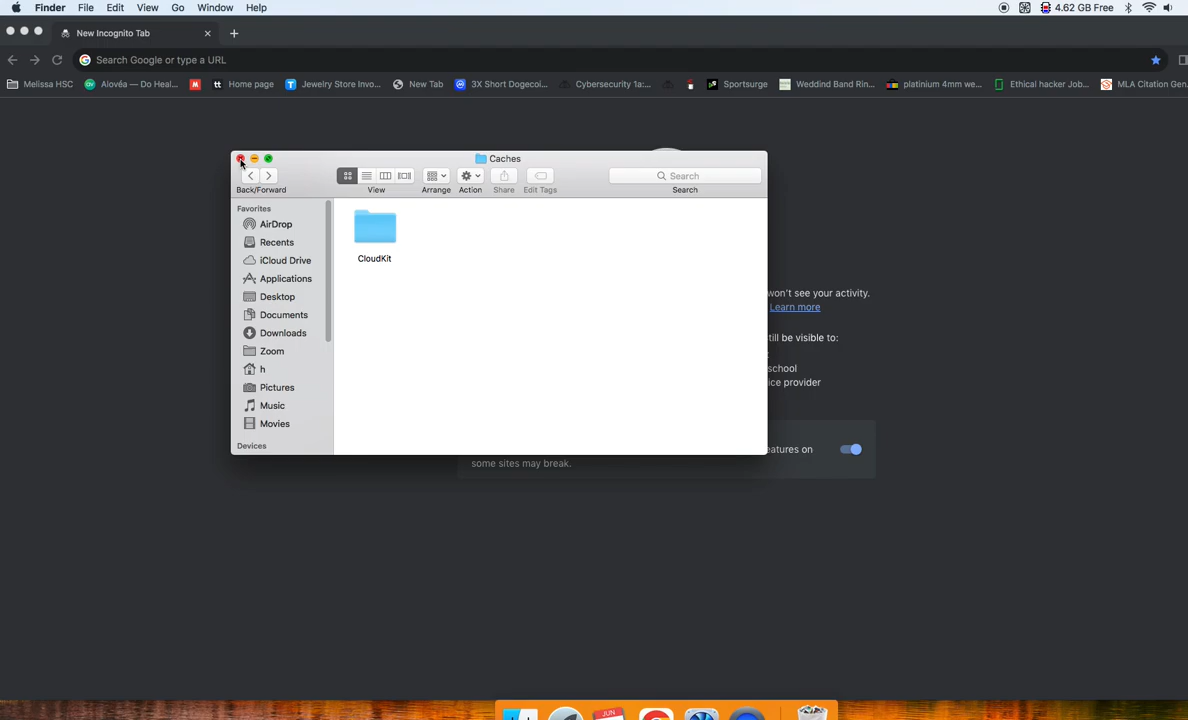 Finder File Edit View Go Window Help 4.62 GB Free
New Incognito Tab
Search Google or type a URL
Melissa HSC Alovéa — Do Heal... Home page Jewelry Store Invo... New Tab 3X Short Dogecoi... Cybersecurity 1a:... Sportsurge Weddind Band Rin... platinium 4mm we... Ethical hacker Job... MLA Citation Gen.
Caches
Search
Back/Forward View Arrange Action Share Edit Tags Search
Favorites
AirDrop
Recents
iCloud Drive
Applications
Desktop
Documents
Downloads
Zoom
h
Pictures
Music
Movies
Devices
CloudKit
won't see your activity.
Learn more
till be visible to:
school
ice provider
eatures on
some sites may break.
JUN